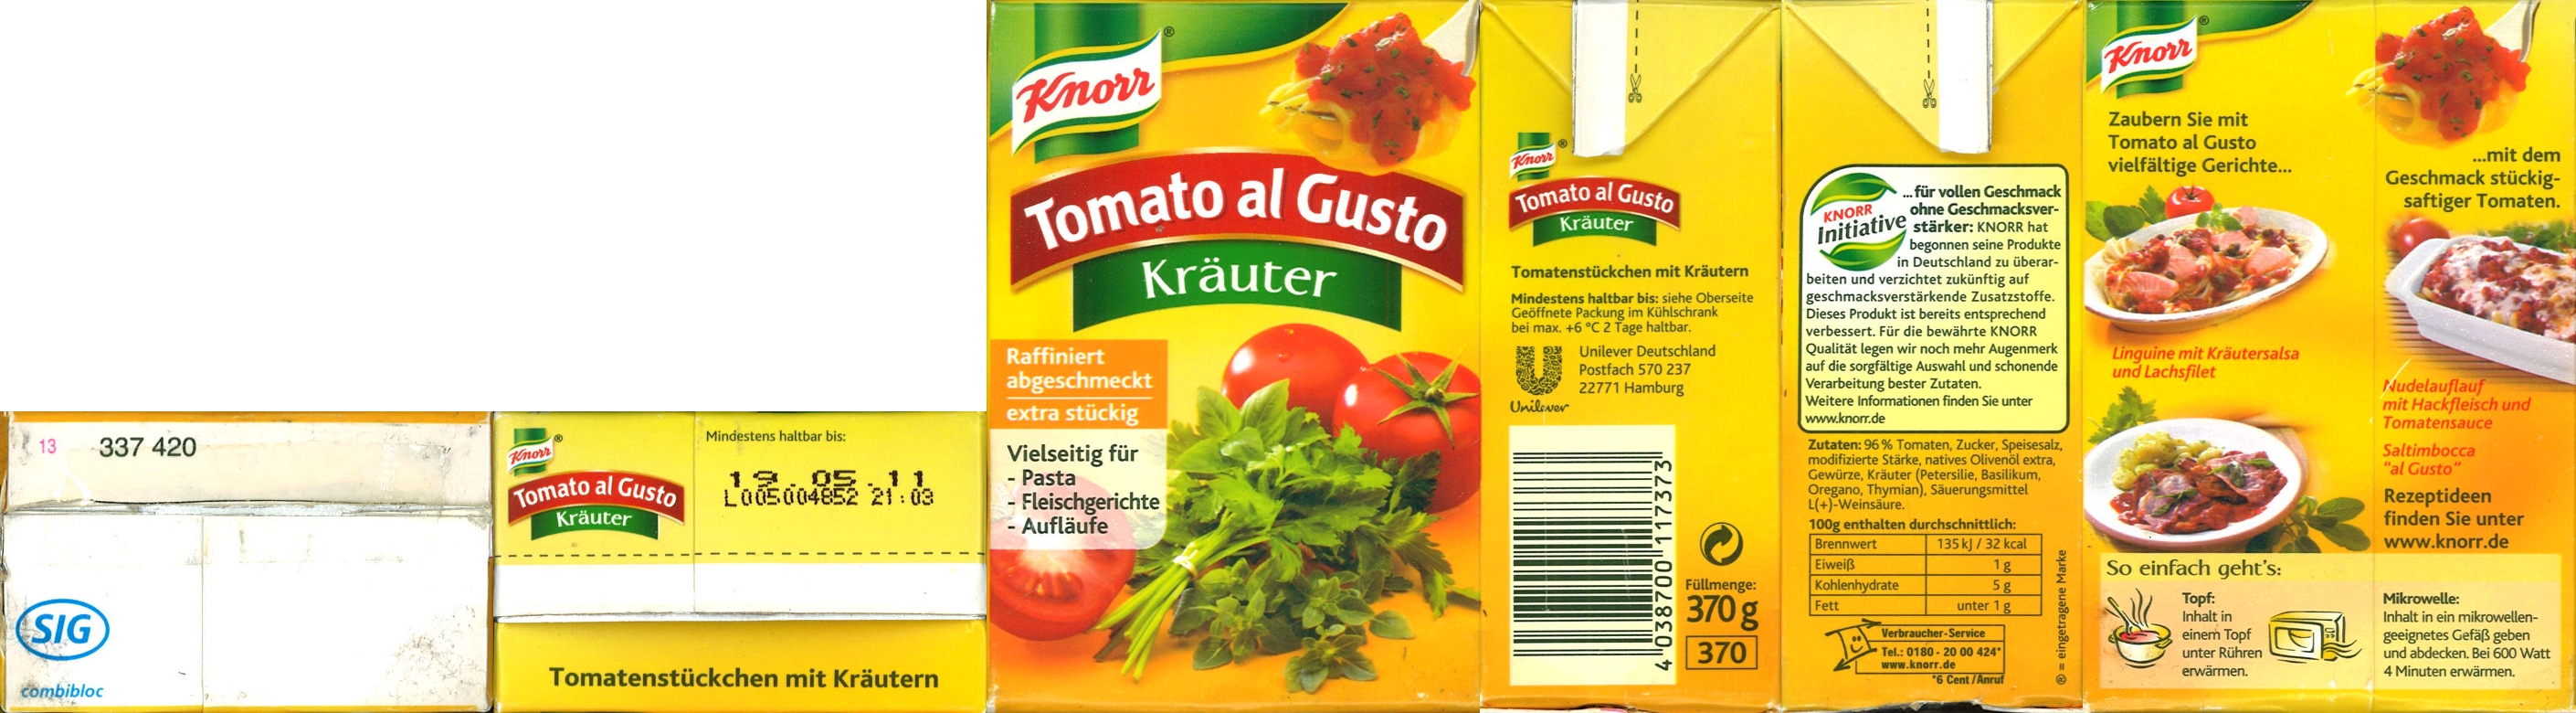 13 337 420
SIG
combibloc
Knorr®
Tomato al Gusto
Kräuter
Mindestens haltbar bis:
19.05.11
L005004852 21:03
Tomatenstückchen mit Kräutern
Knorr®
Tomato al Gusto
Kräuter
Raffiniert
abgeschmeckt
extra stückig
Vielseitig für
- Pasta
- Fleischgerichte
- Aufläufe
Knorr®
Tomato al Gusto
Kräuter
Tomatenstückchen mit Kräutern
Mindestens haltbar bis: siehe Oberseite
Geöffnete Packung im Kühlschrank
bei max. +6 °C 2 Tage haltbar.
Unilever Deutschland
Postfach 570 237
22771 Hamburg
Unilever
4 038700 117373
Füllmenge:
370 g
370
KNORR
Initiative
...für vollen Geschmack
ohne Geschmacksver-
stärker: KNORR hat
begonnen seine Produkte
in Deutschland zu überar-
beiten und verzichtet zukünftig auf
geschmacksverstärkende Zusatzstoffe.
Dieses Produkt ist bereits entsprechend
verbessert. Für die bewährte KNORR
Qualität legen wir noch mehr Augenmerk
auf die sorgfältige Auswahl und schonende
Verarbeitung bester Zutaten.
Weitere Informationen finden Sie unter
www.knorr.de
Zutaten: 96 % Tomaten, Zucker, Speisesalz,
modifizierte Stärke, natives Olivenöl extra,
Gewürze, Kräuter (Petersilie, Basilikum,
Oregano, Thymian), Säuerungsmittel
L(+)-Weinsäure.
100g enthalten durchschnittlich:
Brennwert 135 kJ / 32 kcal
Eiweiß 1 g
Kohlenhydrate 5 g
Fett unter 1 g
Verbraucher-Service
Tel.: 0180 - 20 00 424*
www.knorr.de
*6 Cent /Anruf
® = eingetragene Marke
Knorr®
Zaubern Sie mit
Tomato al Gusto
vielfältige Gerichte...
...mit dem
Geschmack stückig-
saftiger Tomaten.
Linguine mit Kräutersalsa
und Lachsfilet
Nudelauflauf
mit Hackfleisch und
Tomatensauce
Saltimbocca
"al Gusto"
Rezeptideen
finden Sie unter
www.knorr.de
So einfach geht's:
Topf:
Inhalt in
einem Topf
unter Rühren
erwärmen.
Mikrowelle:
Inhalt in ein mikrowellen-
geeignetes Gefäß geben
und abdecken. Bei 600 Watt
4 Minuten erwärmen.